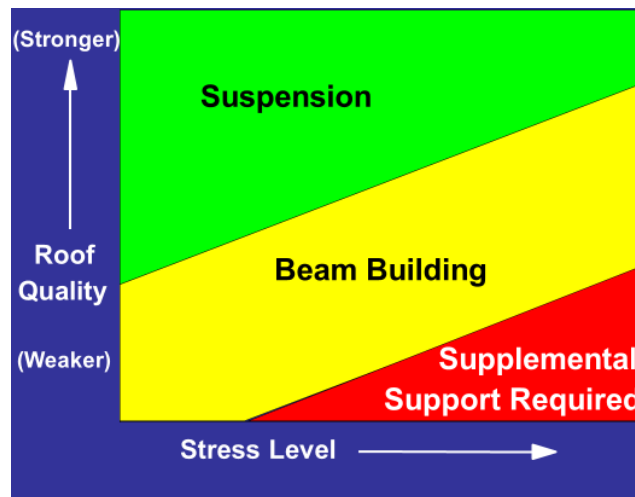 (Stronger)
Suspension
Roof
Quality
Beam Building
(Weaker)
Supplemental
Support Required
Stress Level